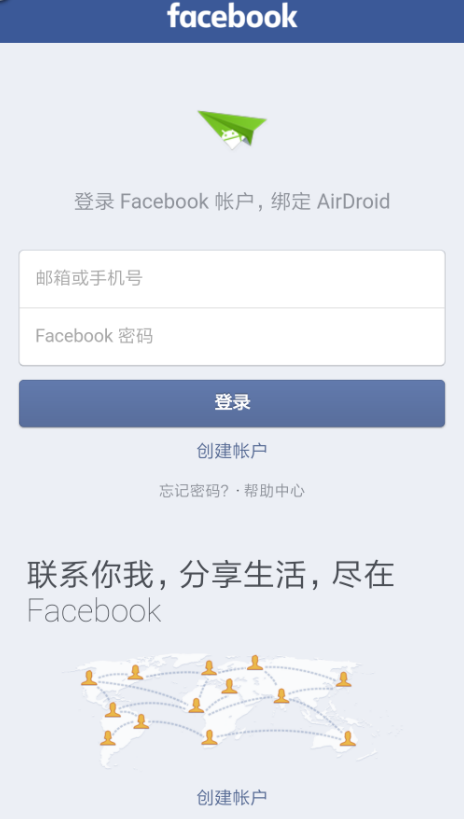 facebook
登录 Facebook 帐户，绑定 AirDroid
邮箱或手机号
Facebook 密码
登录
创建帐户
忘记密码？·帮助中心
联系你我，分享生活，尽在
Facebook
创建帐户